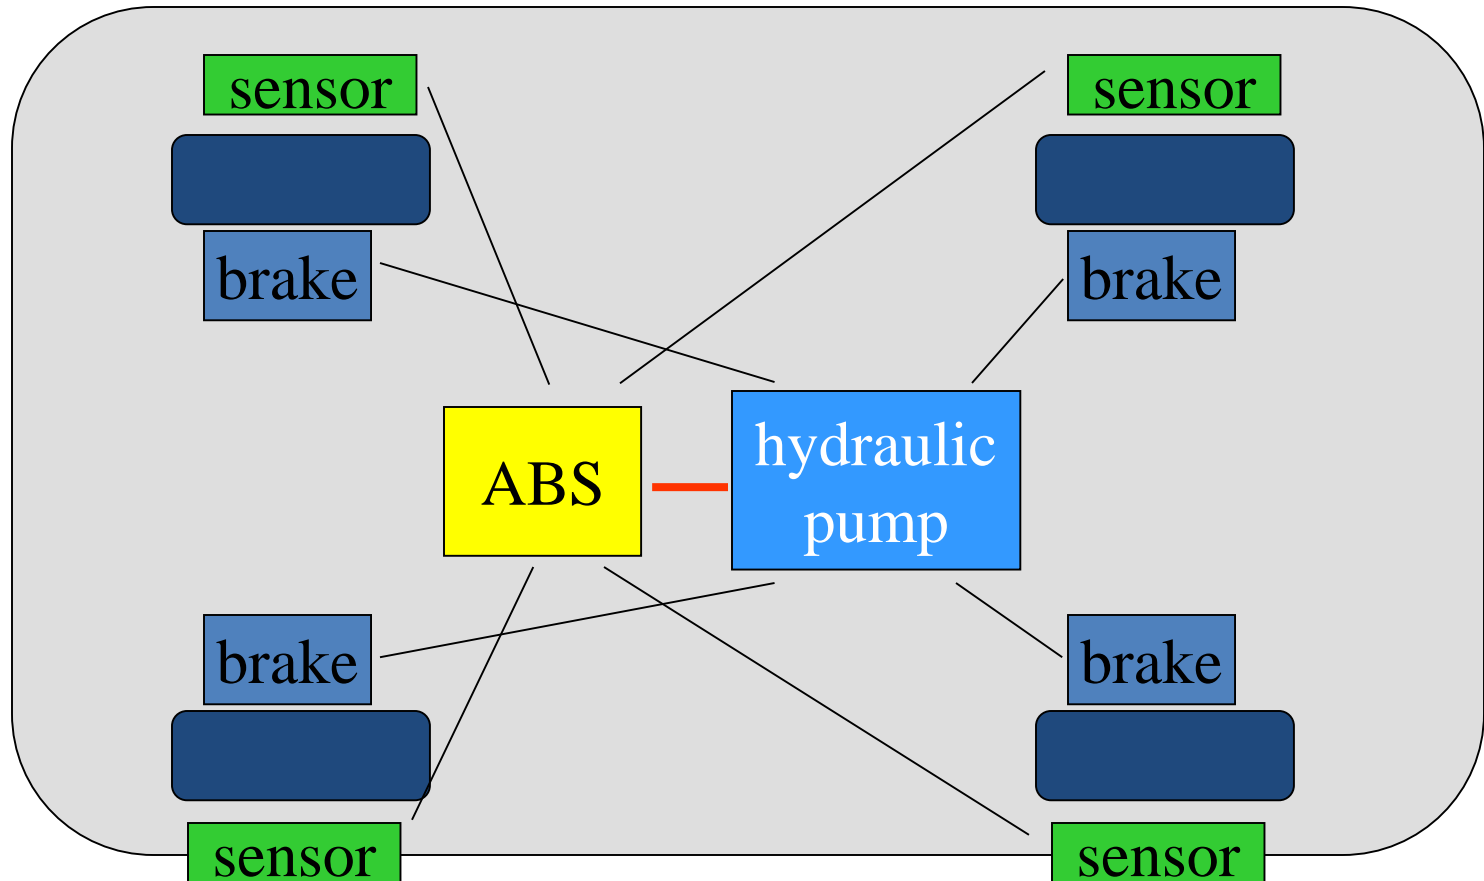 sensor
sensor
brake
brake
ABS
hydraulic
pump
brake
brake
sensor
sensor